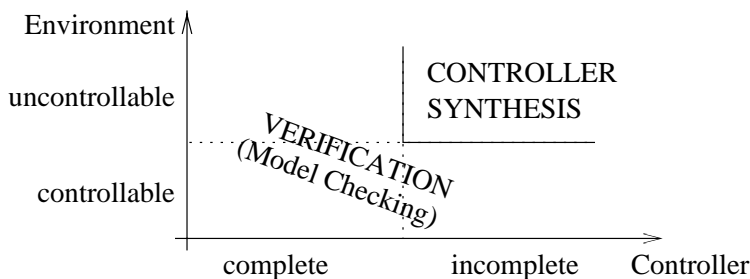 Environment
uncontrollable
CONTROLLER
SYNTHESIS
VERIFICATION
(Model Checking)
controllable
complete
incomplete
Controller